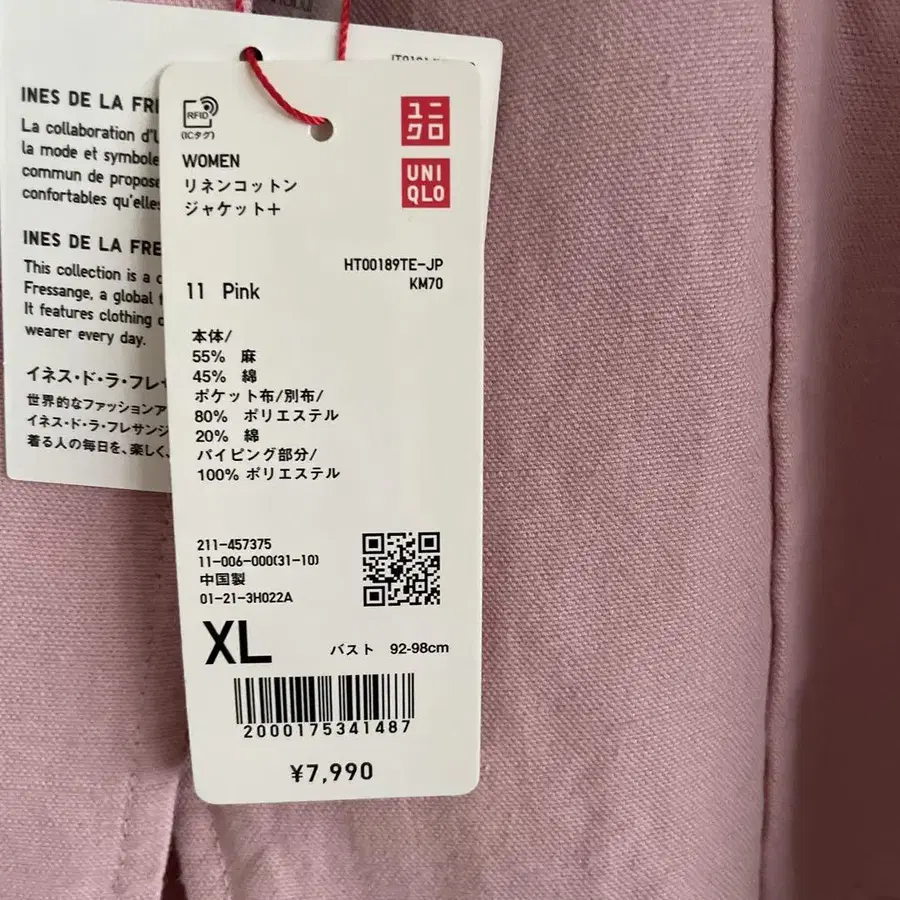 INES DE LA FRE
La collaboration d'U
la mode et symbole
commun de propose
confortables qu'elles
INES DE LA FRE
This collection is a c
Fressange, a global f
It features clothing
wearer every day.
イネス・ド・ラ・フレサ
世界的なファッションア
イネス・ド・ラ・フレサンジ
着る人の毎日を、楽しく、
RFID
(ICタグ)
ユニクロ
UNI
QLO
WOMEN
リネンコットン
ジャケット＋
HT00189TE-JP
KM70
11 Pink
本体/
55% 麻
45% 綿
ポケット布/別布/
80% ポリエステル
20% 綿
パイピング部分/
100% ポリエステル
211-457375
11-006-000(31-10)
中国製
01-21-3H022A
XL バスト 92-98cm
2000175341487
¥7,990